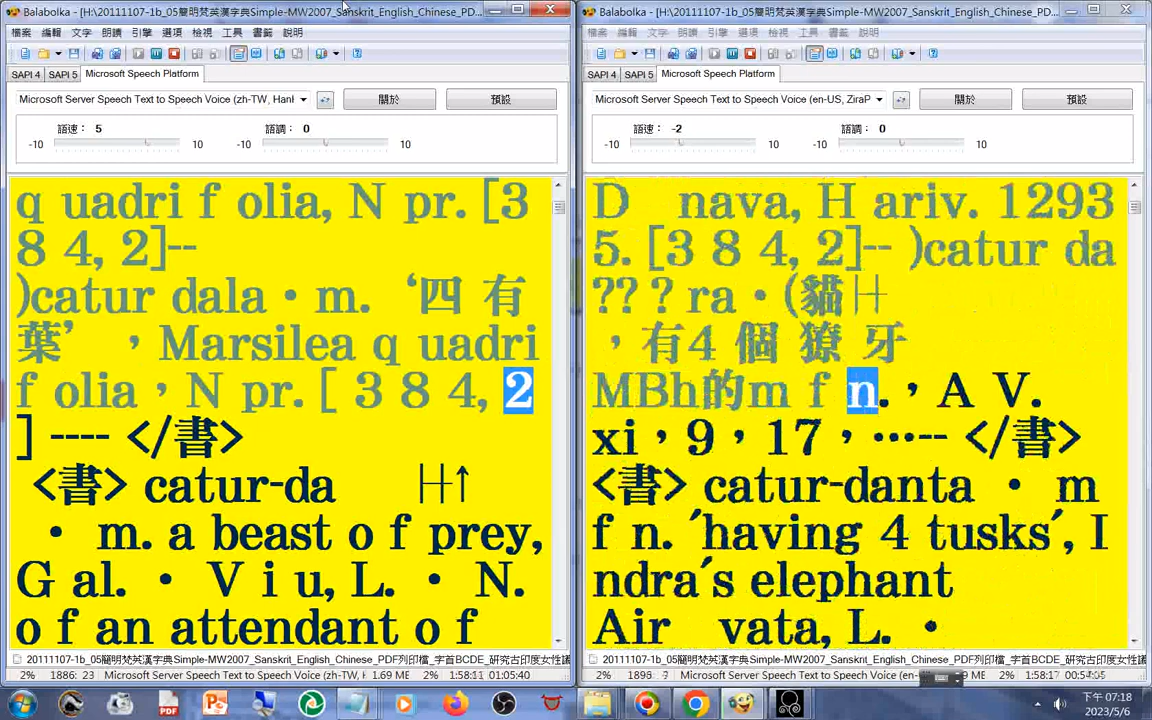 Balabolka - [H:\20111107-1b_05簡明梵英漢字典Simple-MW2007_Sanskrit_English_Chinese_PD...
檔案 編輯 文字 朗讀 引擎 選項 檢視 工具 書籤 說明
SAPI 4 SAPI 5 Microsoft Speech Platform
Microsoft Server Speech Text to Speech Voice (zh-TW, HanH 關於 預設
語速： 5 語調： 0
-10 10 -10 10
q uadri f olia, N pr. [3
8 4, 2]--
)catur dala • m. ‘四 有
葉’ ，Marsilea q uadri
f olia，N pr. [ 3 8 4, 2
] ---- </書>
<書> catur-da ├┤↑
• m. a beast o f prey,
G al. • V i u, L. • N.
o f an attendant o f
20111107-1b_05簡明梵英漢字典Simple-MW2007_Sanskrit_English_Chinese_PDF列印檔_字首BCDE_研究古印度女性議
2% 1886: 23 Microsoft Server Speech Text to Speech Voice (zh-TW, H 1.69 MB 2% 1:58:11 01:05:40
Balabolka - [H:\20111107-1b_05簡明梵英漢字典Simple-MW2007_Sanskrit_English_Chinese_PD...
檔案 編輯 文字 朗讀 引擎 選項 檢視 工具 書籤 說明
SAPI 4 SAPI 5 Microsoft Speech Platform
Microsoft Server Speech Text to Speech Voice (en-US, ZiraP 關於 預設
語速： -2 語調： 0
-10 10 -10 10
D nava, H ariv. 1293
5. [3 8 4, 2]-- )catur da
?? ? ra • (貓├┤
，有4 個 獠 牙
MBh的m f n.，A V.
xi，9，17，…-- </書>
<書> catur-danta • m
f n. ′having 4 tusks′, I
ndra′s elephant
Air vata, L. •
20111107-1b_05簡明梵英漢字典Simple-MW2007_Sanskrit_English_Chinese_PDF列印檔_字首BCDE_研究古印度女性議
2% 1896: 7 Microsoft Server Speech Text to Speech Voice (en-US, 1.69 MB 2% 1:58:17 00:54:05
下午 07:18
2023/5/6